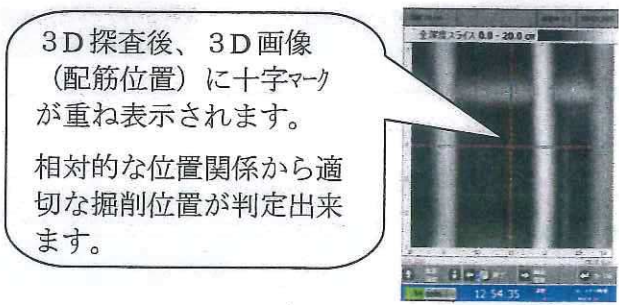 3D探査後、3D画像
(配筋位置)に十字マーク
が重ね表示されます。
相対的な位置関係から適
切な掘削位置が判定出来
ます。
全深度スライス 0.0 - 20.0 cm
12:54:35